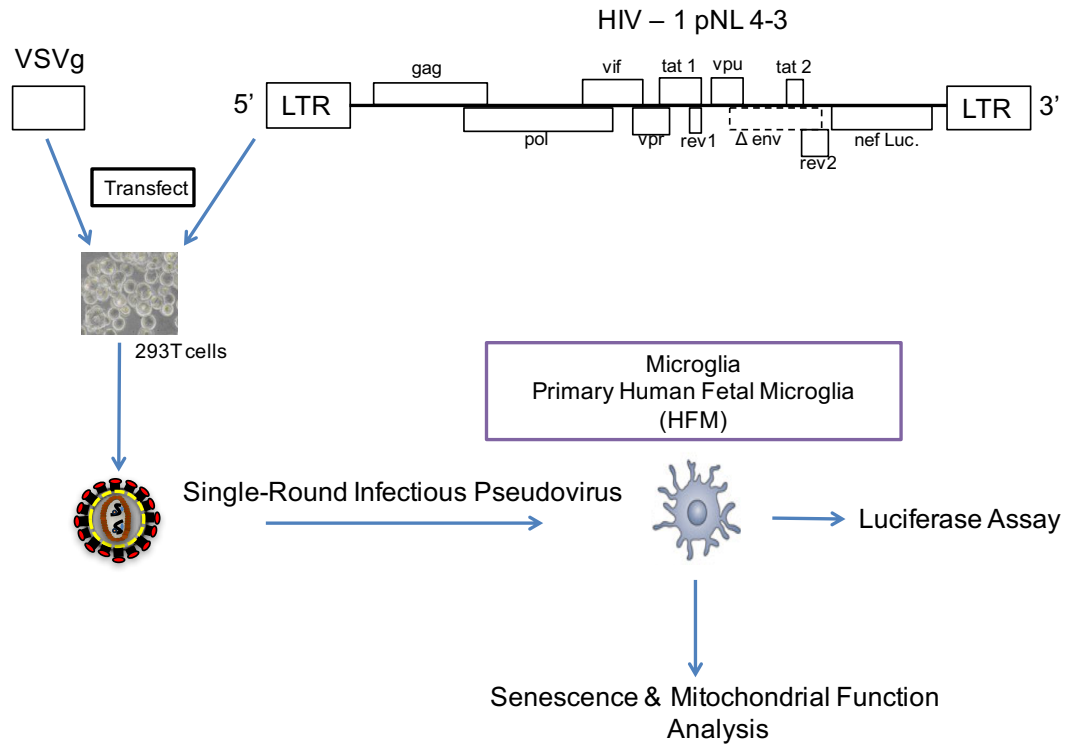 HIV – 1 pNL 4-3
VSVg
gag
vif
tat 1
vpu
tat 2
5’
LTR
LTR
3’
pol
vpr
rev1
Δ env
rev2
nef Luc.
Transfect
293T cells
Microglia
Primary Human Fetal Microglia
(HFM)
Single-Round Infectious Pseudovirus
Luciferase Assay
Senescence & Mitochondrial Function
Analysis